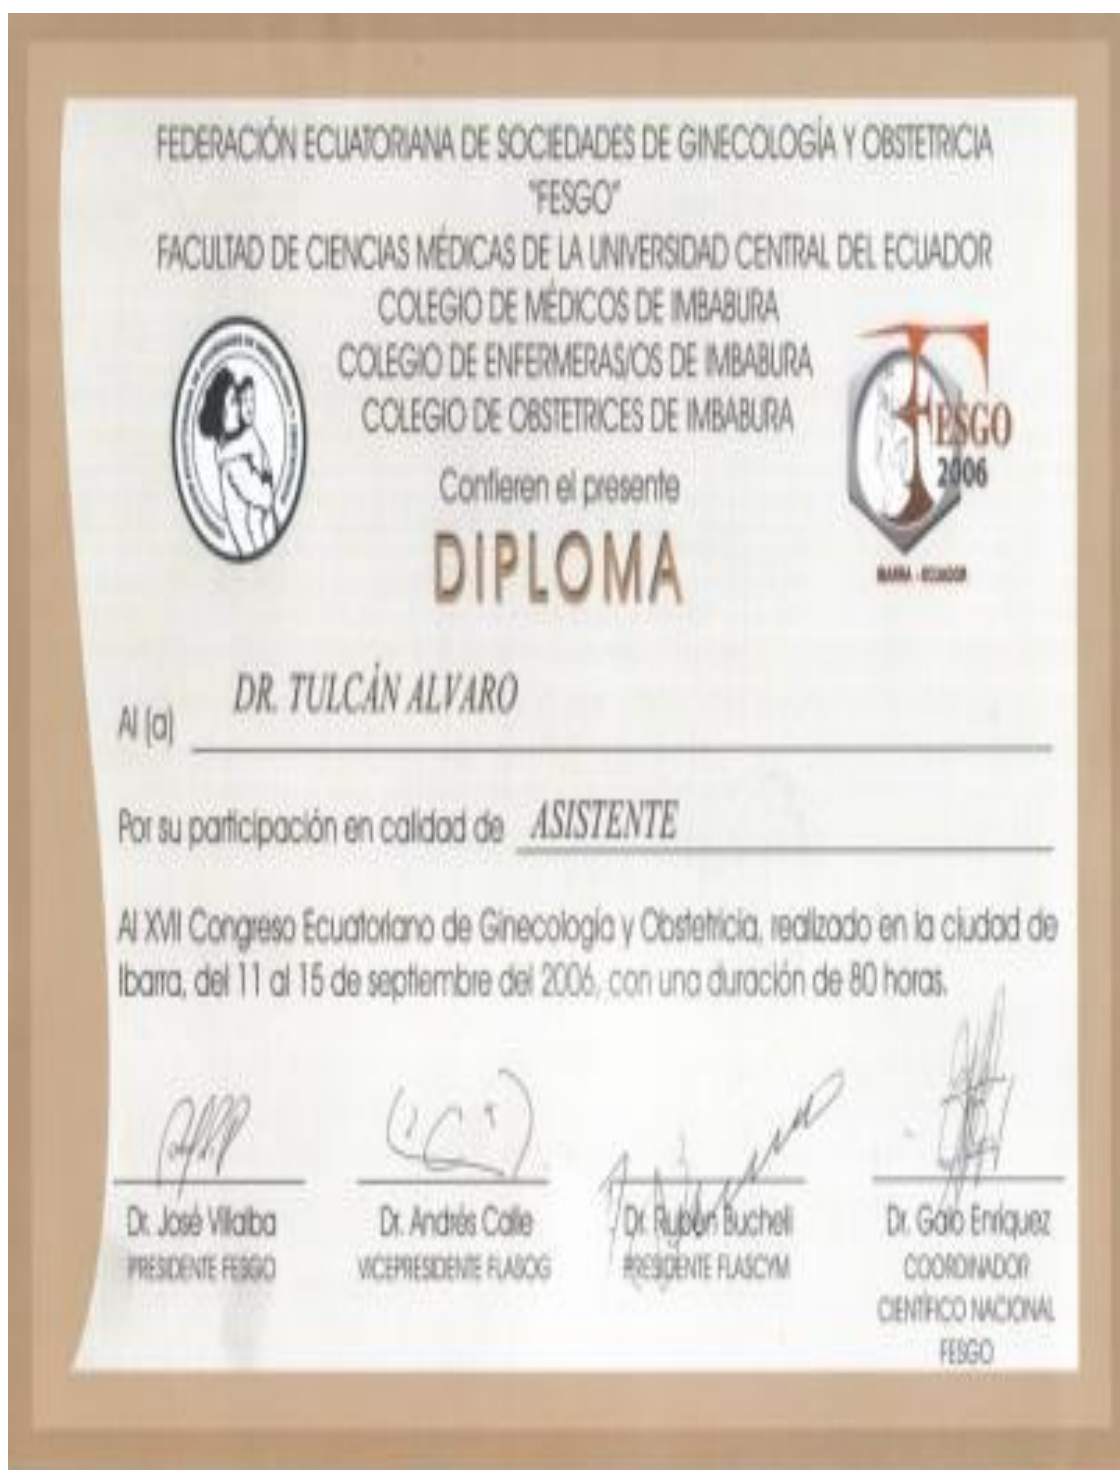 FEDERACIÓN ECUATORIANA DE SOCIEDADES DE GINECOLOGÍA Y OBSTETRICIA
"FESGO"
FACULTAD DE CIENCIAS MÉDICAS DE LA UNIVERSIDAD CENTRAL DEL ECUADOR
COLEGIO DE MÉDICOS DE IMBABURA
COLEGIO DE ENFERMERAS/OS DE IMBABURA
COLEGIO DE OBSTETRICES DE IMBABURA
FESGO
2006
IBARRA - ECUADOR
Confieren el presente
DIPLOMA
Al (a) DR. TULCÁN ALVARO
Por su participación en calidad de ASISTENTE
Al XVII Congreso Ecuatoriano de Ginecología y Obstetricia, realizado en la ciudad de
Ibarra, del 11 al 15 de septiembre del 2006, con una duración de 80 horas.
Dr. José Villalba
PRESIDENTE FESGO
Dr. Andrés Calle
VICEPRESIDENTE FLASOG
Dr. Rubén Bucheli
PRESIDENTE FLASCYM
Dr. Galo Enríquez
COORDINADOR
CIENTÍFICO NACIONAL
FESGO